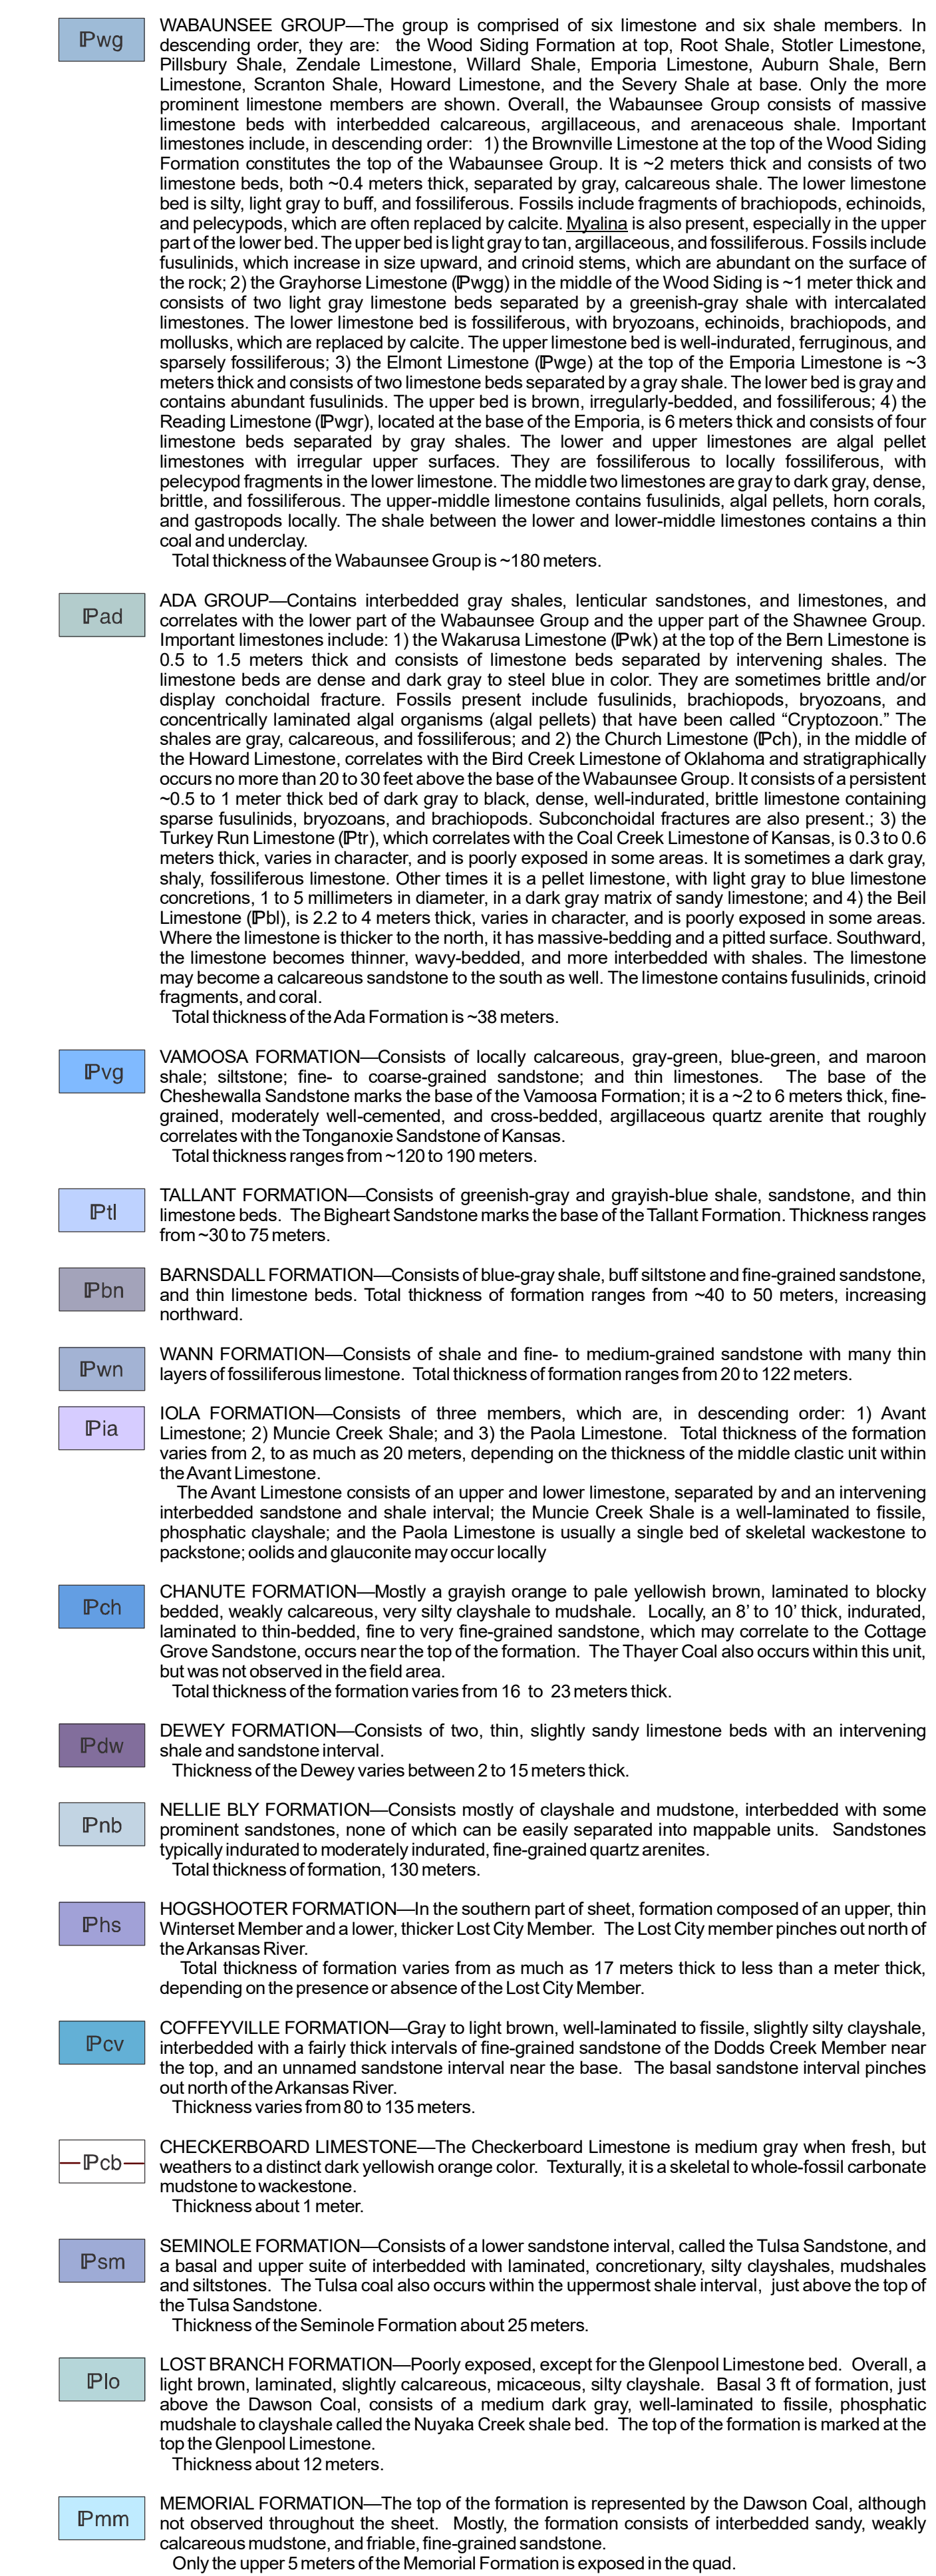 ℙwg
WABAUNSEE GROUP—The group is comprised of six limestone and six shale members. In
descending order, they are: the Wood Siding Formation at top, Root Shale, Stotler Limestone,
Pillsbury Shale, Zendale Limestone, Willard Shale, Emporia Limestone, Auburn Shale, Bern
Limestone, Scranton Shale, Howard Limestone, and the Severy Shale at base. Only the more
prominent limestone members are shown. Overall, the Wabaunsee Group consists of massive
limestone beds with interbedded calcareous, argillaceous, and arenaceous shale. Important
limestones include, in descending order: 1) the Brownville Limestone at the top of the Wood Siding
Formation constitutes the top of the Wabaunsee Group. It is ~2 meters thick and consists of two
limestone beds, both ~0.4 meters thick, separated by gray, calcareous shale. The lower limestone
bed is silty, light gray to buff, and fossiliferous. Fossils include fragments of brachiopods, echinoids,
and pelecypods, which are often replaced by calcite. Myalina is also present, especially in the upper
part of the lower bed. The upper bed is light gray to tan, argillaceous, and fossiliferous. Fossils include
fusulinids, which increase in size upward, and crinoid stems, which are abundant on the surface of
the rock; 2) the Grayhorse Limestone (ℙwgg) in the middle of the Wood Siding is ~1 meter thick and
consists of two light gray limestone beds separated by a greenish-gray shale with intercalated
limestones. The lower limestone bed is fossiliferous, with bryozoans, echinoids, brachiopods, and
mollusks, which are replaced by calcite. The upper limestone bed is well-indurated, ferruginous, and
sparsely fossiliferous; 3) the Elmont Limestone (ℙwge) at the top of the Emporia Limestone is ~3
meters thick and consists of two limestone beds separated by a gray shale. The lower bed is gray and
contains abundant fusulinids. The upper bed is brown, irregularly-bedded, and fossiliferous; 4) the
Reading Limestone (ℙwgr), located at the base of the Emporia, is 6 meters thick and consists of four
limestone beds separated by gray shales. The lower and upper limestones are algal pellet
limestones with irregular upper surfaces. They are fossiliferous to locally fossiliferous, with
pelecypod fragments in the lower limestone. The middle two limestones are gray to dark gray, dense,
brittle, and fossiliferous. The upper-middle limestone contains fusulinids, algal pellets, horn corals,
and gastropods locally. The shale between the lower and lower-middle limestones contains a thin
coal and underclay.
Total thickness of the Wabaunsee Group is ~180 meters.
ℙad
ADA GROUP—Contains interbedded gray shales, lenticular sandstones, and limestones, and
correlates with the lower part of the Wabaunsee Group and the upper part of the Shawnee Group.
Important limestones include: 1) the Wakarusa Limestone (ℙwk) at the top of the Bern Limestone is
0.5 to 1.5 meters thick and consists of limestone beds separated by intervening shales. The
limestone beds are dense and dark gray to steel blue in color. They are sometimes brittle and/or
display conchoidal fracture. Fossils present include fusulinids, brachiopods, bryozoans, and
concentrically laminated algal organisms (algal pellets) that have been called “Cryptozoon.” The
shales are gray, calcareous, and fossiliferous; and 2) the Church Limestone (ℙch), in the middle of
the Howard Limestone, correlates with the Bird Creek Limestone of Oklahoma and stratigraphically
occurs no more than 20 to 30 feet above the base of the Wabaunsee Group. It consists of a persistent
~0.5 to 1 meter thick bed of dark gray to black, dense, well-indurated, brittle limestone containing
sparse fusulinids, bryozoans, and brachiopods. Subconchoidal fractures are also present.; 3) the
Turkey Run Limestone (ℙtr), which correlates with the Coal Creek Limestone of Kansas, is 0.3 to 0.6
meters thick, varies in character, and is poorly exposed in some areas. It is sometimes a dark gray,
shaly, fossiliferous limestone. Other times it is a pellet limestone, with light gray to blue limestone
concretions, 1 to 5 millimeters in diameter, in a dark gray matrix of sandy limestone; and 4) the Beil
Limestone (ℙbl), is 2.2 to 4 meters thick, varies in character, and is poorly exposed in some areas.
Where the limestone is thicker to the north, it has massive-bedding and a pitted surface. Southward,
the limestone becomes thinner, wavy-bedded, and more interbedded with shales. The limestone
may become a calcareous sandstone to the south as well. The limestone contains fusulinids, crinoid
fragments, and coral.
Total thickness of the Ada Formation is ~38 meters.
ℙvg
VAMOOSA FORMATION—Consists of locally calcareous, gray-green, blue-green, and maroon
shale; siltstone; fine- to coarse-grained sandstone; and thin limestones. The base of the
Cheshewalla Sandstone marks the base of the Vamoosa Formation; it is a ~2 to 6 meters thick, fine-
grained, moderately well-cemented, and cross-bedded, argillaceous quartz arenite that roughly
correlates with the Tonganoxie Sandstone of Kansas.
Total thickness ranges from ~120 to 190 meters.
ℙtl
TALLANT FORMATION—Consists of greenish-gray and grayish-blue shale, sandstone, and thin
limestone beds. The Bigheart Sandstone marks the base of the Tallant Formation. Thickness ranges
from ~30 to 75 meters.
ℙbn
BARNSDALL FORMATION—Consists of blue-gray shale, buff siltstone and fine-grained sandstone,
and thin limestone beds. Total thickness of formation ranges from ~40 to 50 meters, increasing
northward.
ℙwn
WANN FORMATION—Consists of shale and fine- to medium-grained sandstone with many thin
layers of fossiliferous limestone. Total thickness of formation ranges from 20 to 122 meters.
ℙia
IOLA FORMATION—Consists of three members, which are, in descending order: 1) Avant
Limestone; 2) Muncie Creek Shale; and 3) the Paola Limestone. Total thickness of the formation
varies from 2, to as much as 20 meters, depending on the thickness of the middle clastic unit within
the Avant Limestone.
The Avant Limestone consists of an upper and lower limestone, separated by and an intervening
interbedded sandstone and shale interval; the Muncie Creek Shale is a well-laminated to fissile,
phosphatic clayshale; and the Paola Limestone is usually a single bed of skeletal wackestone to
packstone; oolids and glauconite may occur locally
ℙch
CHANUTE FORMATION—Mostly a grayish orange to pale yellowish brown, laminated to blocky
bedded, weakly calcareous, very silty clayshale to mudshale. Locally, an 8’ to 10’ thick, indurated,
laminated to thin-bedded, fine to very fine-grained sandstone, which may correlate to the Cottage
Grove Sandstone, occurs near the top of the formation. The Thayer Coal also occurs within this unit,
but was not observed in the field area.
Total thickness of the formation varies from 16 to 23 meters thick.
ℙdw
DEWEY FORMATION—Consists of two, thin, slightly sandy limestone beds with an intervening
shale and sandstone interval.
Thickness of the Dewey varies between 2 to 15 meters thick.
ℙnb
NELLIE BLY FORMATION—Consists mostly of clayshale and mudstone, interbedded with some
prominent sandstones, none of which can be easily separated into mappable units. Sandstones
typically indurated to moderately indurated, fine-grained quartz arenites.
Total thickness of formation, 130 meters.
ℙhs
HOGSHOOTER FORMATION—In the southern part of sheet, formation composed of an upper, thin
Winterset Member and a lower, thicker Lost City Member. The Lost City member pinches out north of
the Arkansas River.
Total thickness of formation varies from as much as 17 meters thick to less than a meter thick,
depending on the presence or absence of the Lost City Member.
ℙcv
COFFEYVILLE FORMATION—Gray to light brown, well-laminated to fissile, slightly silty clayshale,
interbedded with a fairly thick intervals of fine-grained sandstone of the Dodds Creek Member near
the top, and an unnamed sandstone interval near the base. The basal sandstone interval pinches
out north of the Arkansas River.
Thickness varies from 80 to 135 meters.
ℙcb
CHECKERBOARD LIMESTONE—The Checkerboard Limestone is medium gray when fresh, but
weathers to a distinct dark yellowish orange color. Texturally, it is a skeletal to whole-fossil carbonate
mudstone to wackestone.
Thickness about 1 meter.
ℙsm
SEMINOLE FORMATION—Consists of a lower sandstone interval, called the Tulsa Sandstone, and
a basal and upper suite of interbedded with laminated, concretionary, silty clayshales, mudshales
and siltstones. The Tulsa coal also occurs within the uppermost shale interval, just above the top of
the Tulsa Sandstone.
Thickness of the Seminole Formation about 25 meters.
ℙlo
LOST BRANCH FORMATION—Poorly exposed, except for the Glenpool Limestone bed. Overall, a
light brown, laminated, slightly calcareous, micaceous, silty clayshale. Basal 3 ft of formation, just
above the Dawson Coal, consists of a medium dark gray, well-laminated to fissile, phosphatic
mudshale to clayshale called the Nuyaka Creek shale bed. The top of the formation is marked at the
top the Glenpool Limestone.
Thickness about 12 meters.
ℙmm
MEMORIAL FORMATION—The top of the formation is represented by the Dawson Coal, although
not observed throughout the sheet. Mostly, the formation consists of interbedded sandy, weakly
calcareous mudstone, and friable, fine-grained sandstone.
Only the upper 5 meters of the Memorial Formation is exposed in the quad.